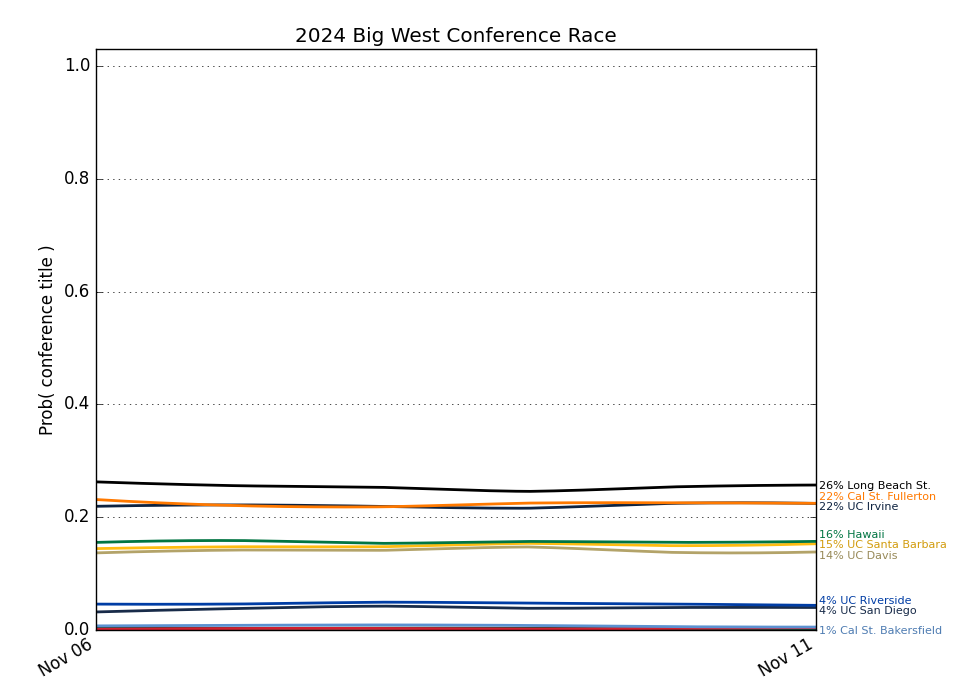 2024 Big West Conference Race
Prob( conference title )
1.0
0.8
0.6
0.4
0.2
0.0
Nov 06
Nov 11
26% Long Beach St.
22% Cal St. Fullerton
22% UC Irvine
16% Hawaii
15% UC Santa Barbara
14% UC Davis
4% UC Riverside
4% UC San Diego
1% Cal St. Bakersfield